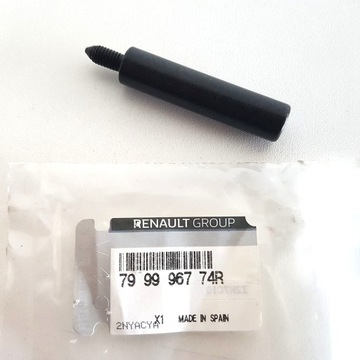 RENAULT GROUP
79 99 967 74R
2NYACYA X1 MADE IN SPAIN